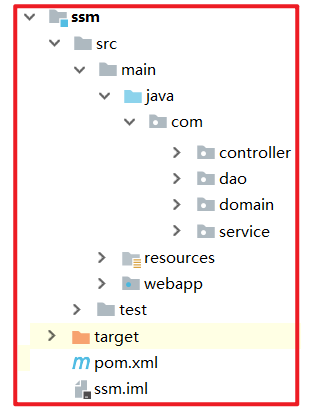 ssm
src
main
java
com
controller
dao
domain
service
resources
webapp
test
target
pom.xml
ssm.iml